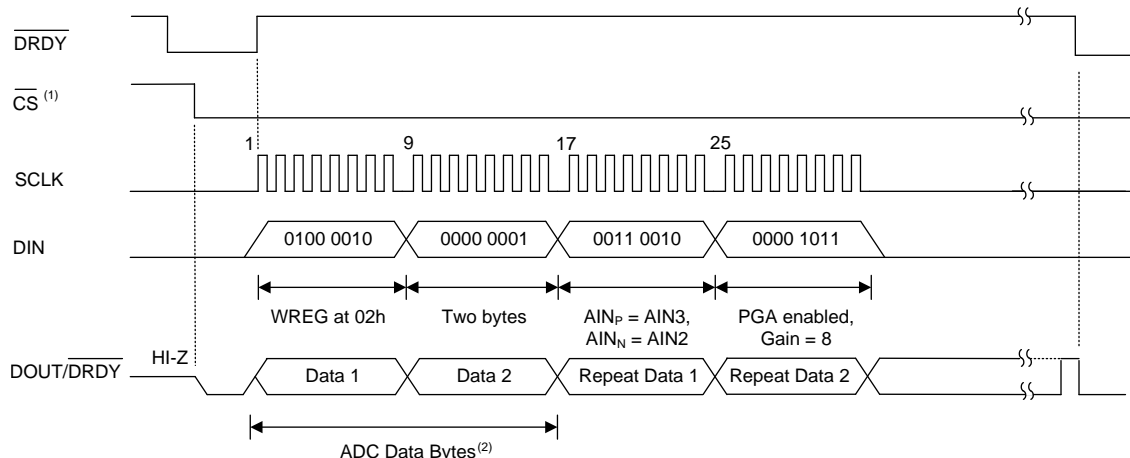 DRDY
CS (1)
1 9 17 25
SCLK
DIN
0100 0010 0000 0001 0011 0010 0000 1011
WREG at 02h Two bytes AINP = AIN3, PGA enabled,
AINN = AIN2 Gain = 8
HI-Z
DOUT/DRDY
Data 1 Data 2 Repeat Data 1 Repeat Data 2
ADC Data Bytes(2)